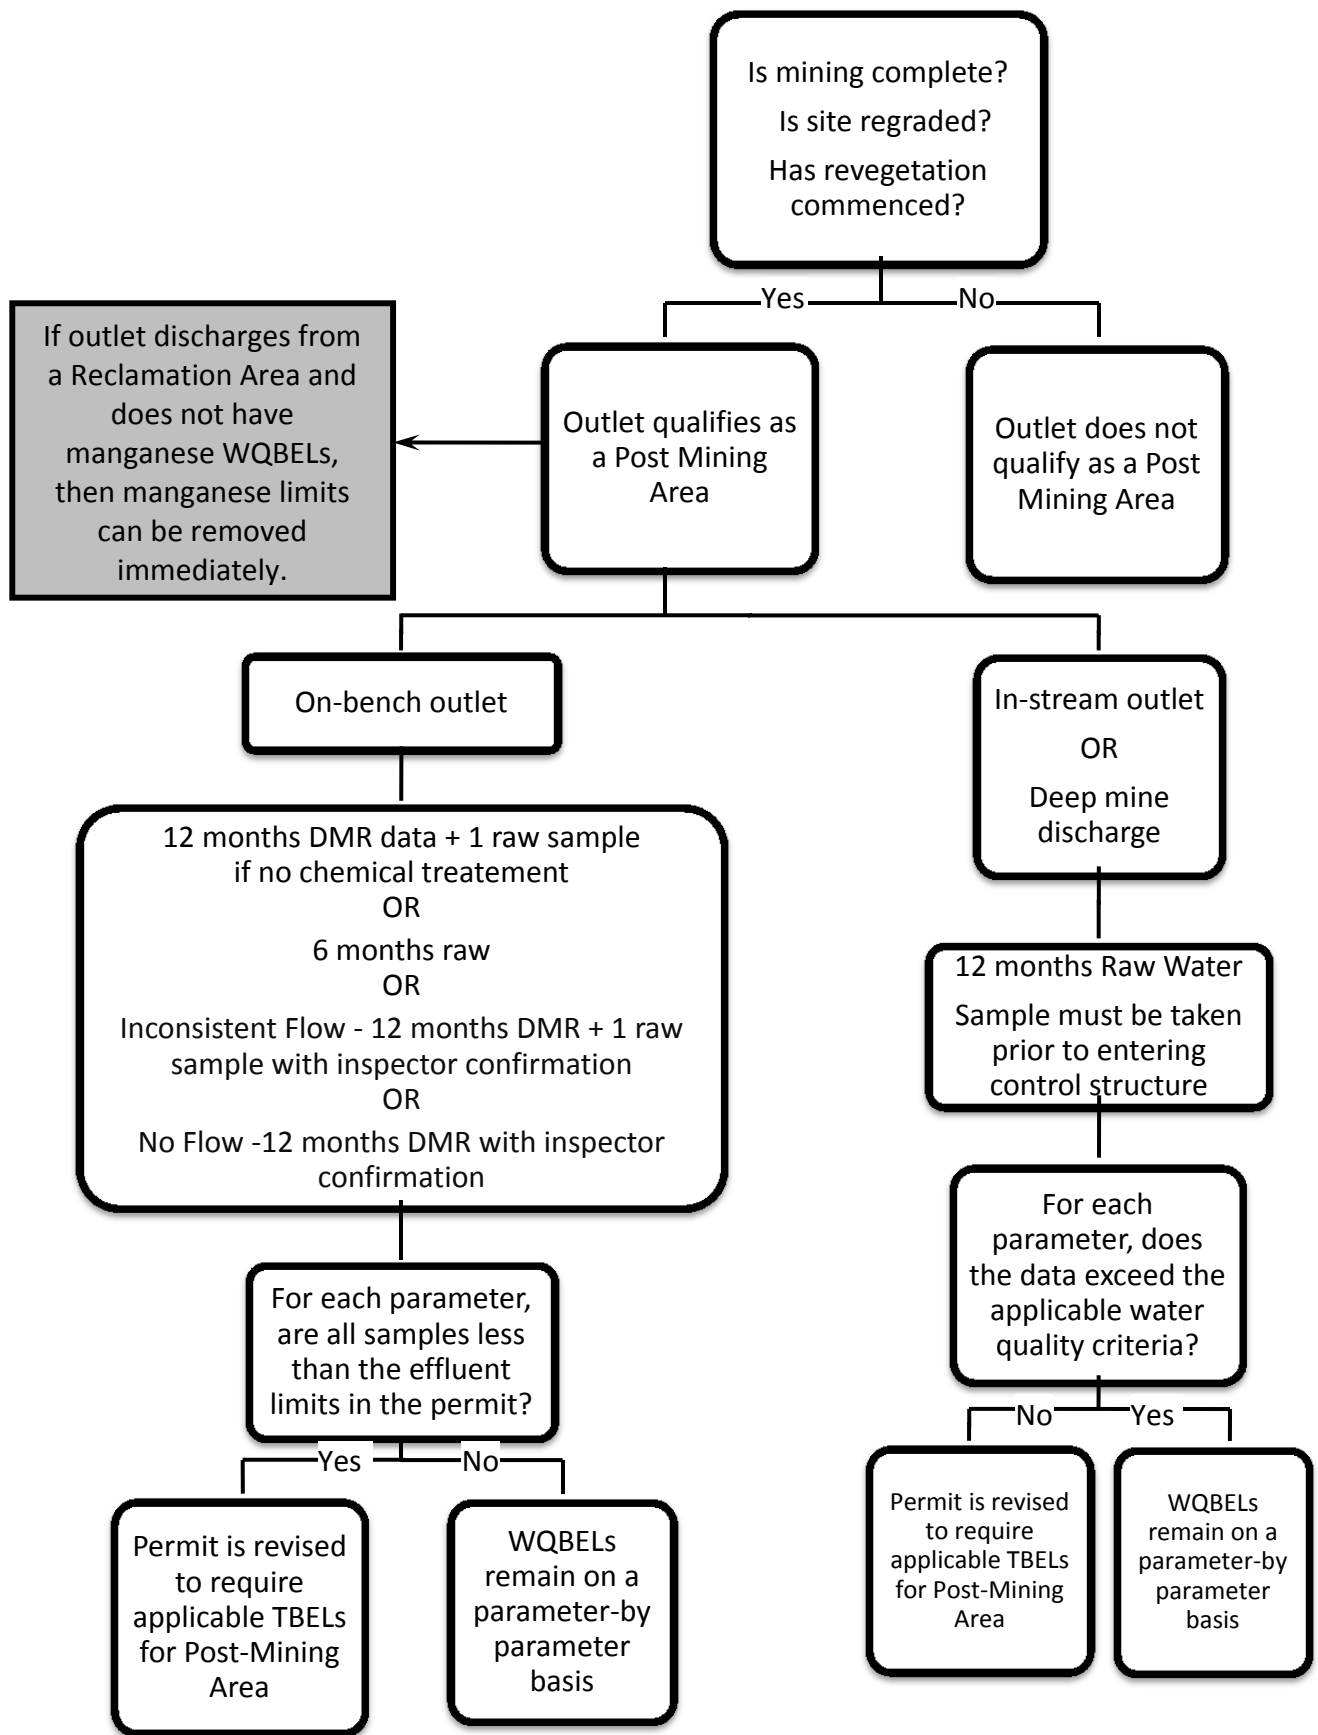 Is mining complete?
Is site regraded?
Has revegetation
commenced?
Yes
No
If outlet discharges from
a Reclamation Area and
does not have
manganese WQBELs,
then manganese limits
can be removed
immediately.
Outlet qualifies as
a Post Mining
Area
Outlet does not
qualify as a Post
Mining Area
On-bench outlet
In-stream outlet
OR
Deep mine
discharge
12 months DMR data + 1 raw sample
if no chemical treatement
OR
6 months raw
OR
Inconsistent Flow - 12 months DMR + 1 raw
sample with inspector confirmation
OR
No Flow -12 months DMR with inspector
confirmation
12 months Raw Water
Sample must be taken
prior to entering
control structure
For each parameter,
are all samples less
than the effluent
limits in the permit?
For each
parameter, does
the data exceed the
applicable water
quality criteria?
Yes
No
No
Yes
Permit is revised
to require
applicable TBELs
for Post-Mining
Area
WQBELs
remain on a
parameter-by
parameter
basis
Permit is revised
to require
applicable TBELs
for Post-Mining
Area
WQBELs
remain on a
parameter-by
parameter
basis